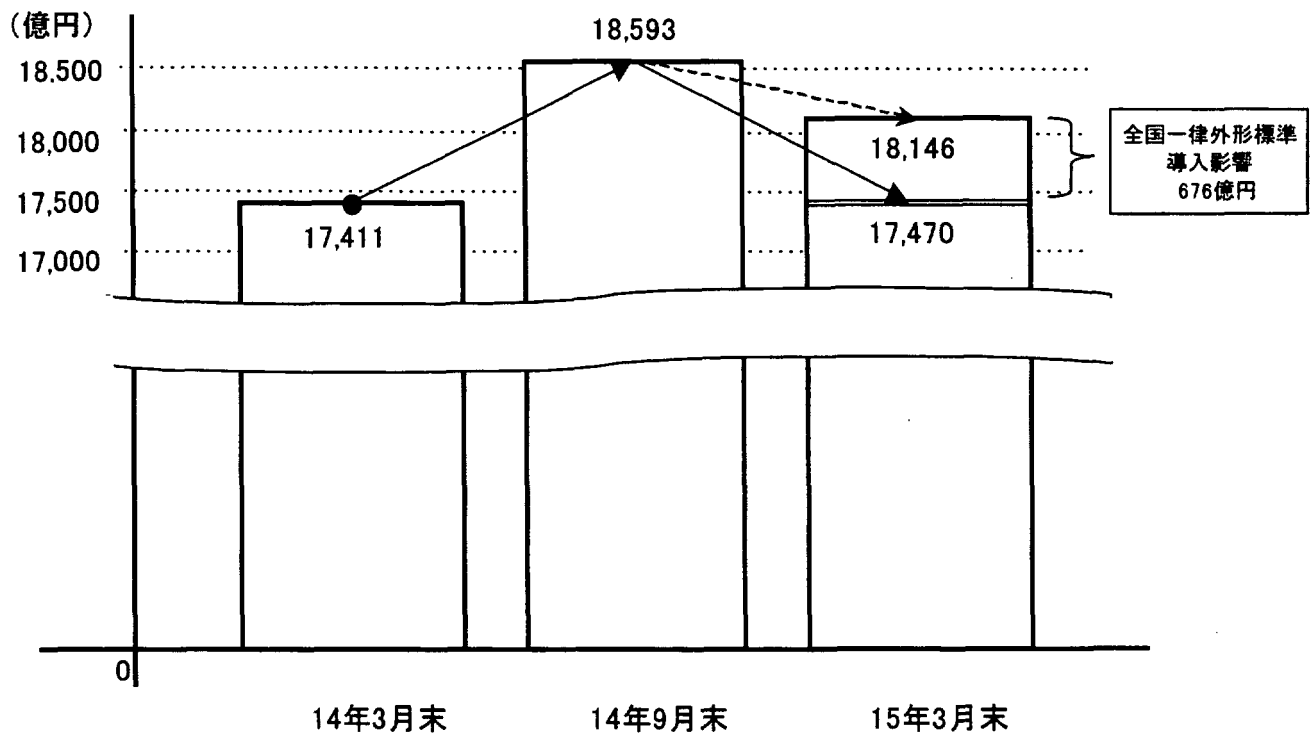 (億円)
18,593
18,500
18,000
17,500
17,000
17,411
18,146
17,470
全国一律外形標準
導入影響
676億円
0
14年3月末
14年9月末
15年3月末